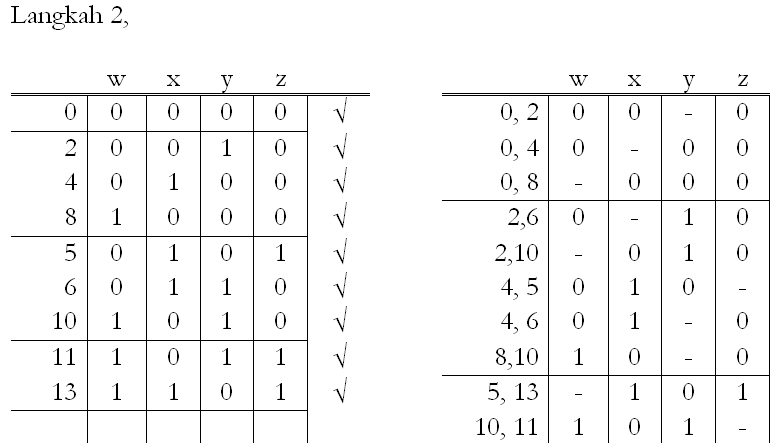 Langkah 2,
w x y z
0 0 0 0 0 √
2 0 0 1 0 √
4 0 1 0 0 √
8 1 0 0 0 √
5 0 1 0 1 √
6 0 1 1 0 √
10 1 0 1 0 √
11 1 0 1 1 √
13 1 1 0 1 √
w x y z
0, 2 0 0 - 0
0, 4 0 - 0 0
0, 8 - 0 0 0
2,6 0 - 1 0
2,10 - 0 1 0
4, 5 0 1 0 -
4, 6 0 1 - 0
8,10 1 0 - 0
5, 13 - 1 0 1
10, 11 1 0 1 -